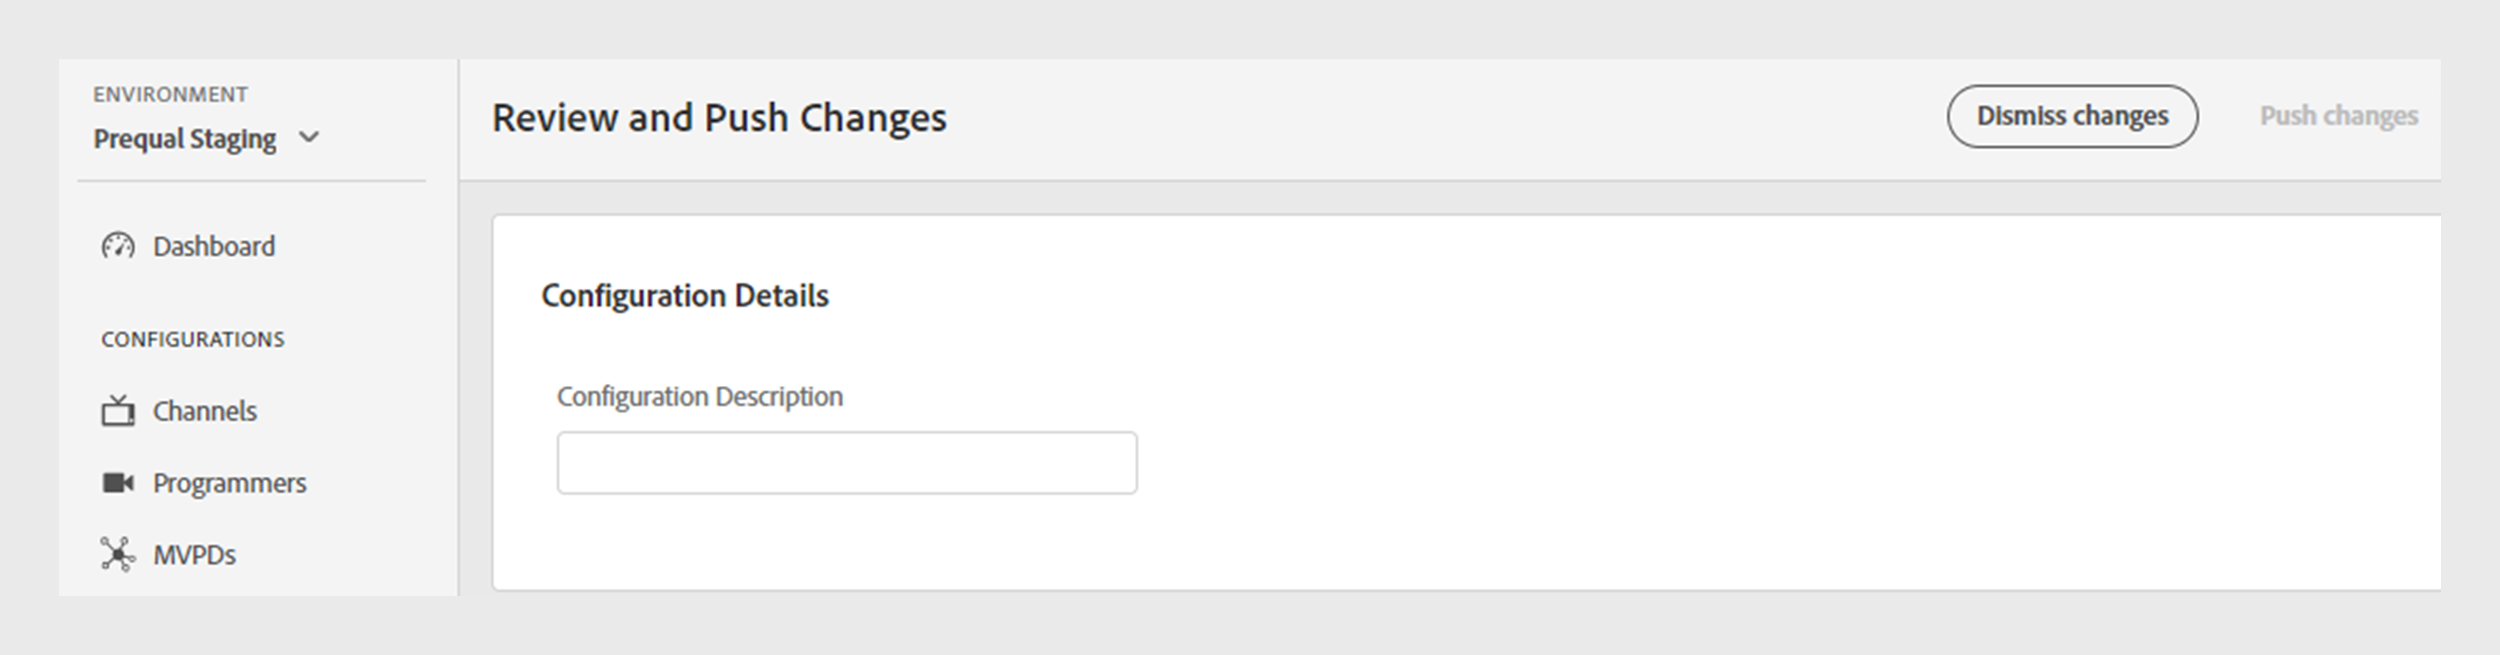 ENVIRONMENT
Prequal Staging
Dashboard
CONFIGURATIONS
Channels
Programmers
MVPDs
Review and Push Changes
Dismiss changes
Push changes
Configuration Details
Configuration Description